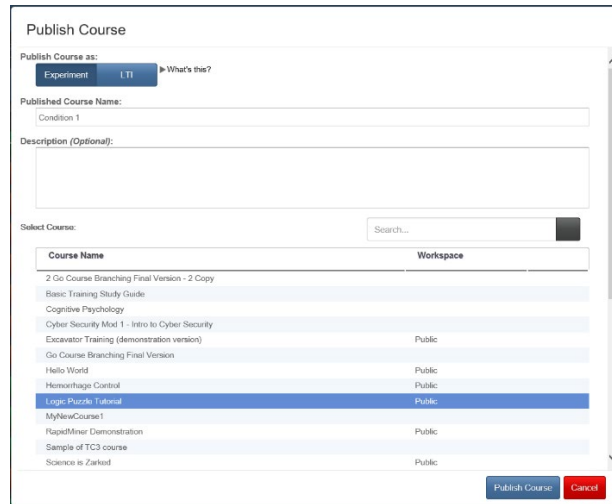 Publish Course
Publish Course as:
Experiment LTI ▶What's this?
Published Course Name:
Condition 1
Description (Optional):
Select Course:
Search...
Course Name Workspace
2 Go Course Branching Final Version - 2 Copy
Basic Training Study Guide
Cognitive Psychology
Cyber Security Mod 1 - Intro to Cyber Security
Excavator Training (demonstration version) Public
Go Course Branching Final Version
Hello World Public
Hemorrhage Control Public
Logic Puzzle Tutorial Public
MyNewCourse1
RapidMiner Demonstration Public
Sample of TC3 course
Science is Zarked Public
Publish Course Cancel